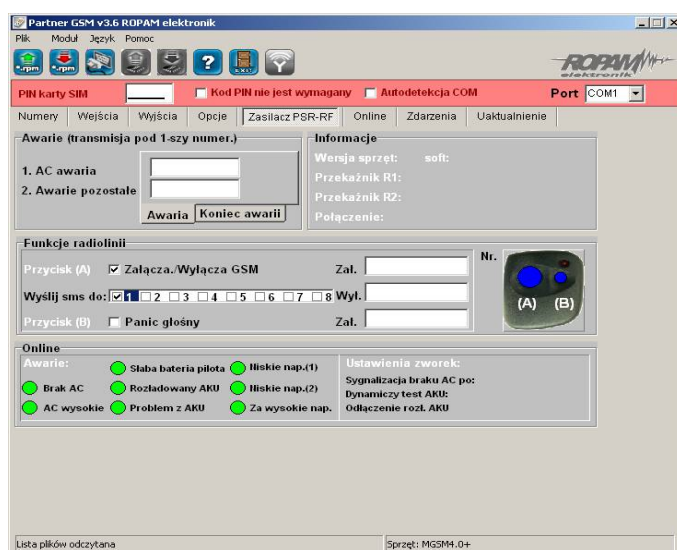 Partner GSM v3.6 ROPAM elektronik
Plik Moduł Język Pomoc
.rpm .rpm ? EXIT
ROPAM
elektronik
PIN karty SIM Kod PIN nie jest wymagany Autodetekcja COM Port COM1
Numery Wejścia Wyjścia Opcje Zasilacz PSR-RF Online Zdarzenia Uaktualnienie
Awarie (transmisja pod 1-szy numer.)
1. AC awaria
2. Awarie pozostałe
Awaria Koniec awarii
Informacje
Wersja sprzęt: soft:
Przekaźnik R1:
Przekaźnik R2:
Połączenie:
Funkcje radiolinii
Przycisk (A) Załącza./Wyłącza GSM Zał.
Wyślij sms do: 1 2 3 4 5 6 7 8 Wył.
Przycisk (B) Panic głośny Zał.
Nr.
(A) (B)
Online
Awarie: Słaba bateria pilota Niskie nap.(1)
Brak AC Rozładowany AKU Niskie nap.(2)
AC wysokie Problem z AKU Za wysokie nap.
Ustawienia zworek:
Sygnalizacja braku AC po:
Dynamiczy test AKU:
Odłączenie rozł. AKU
Lista plików odczytana Sprzęt: MGSM4.0+